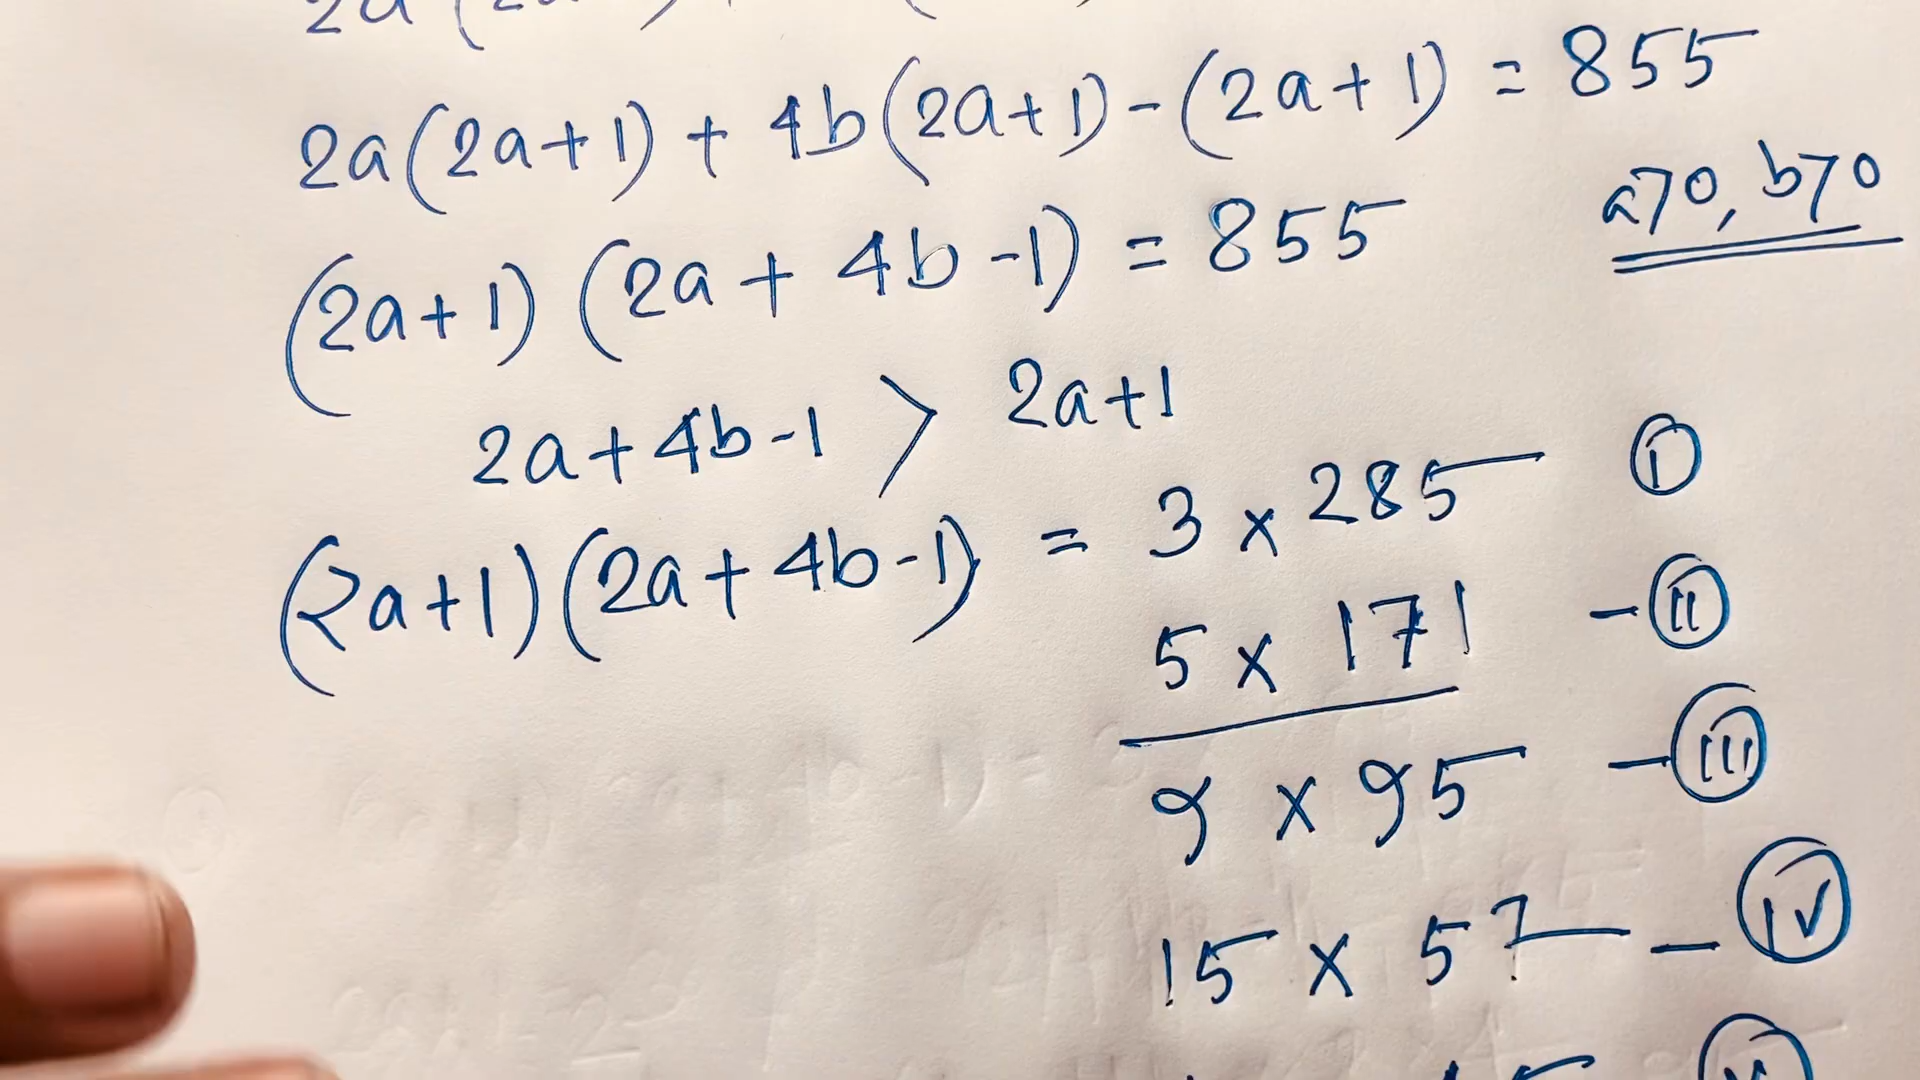 2a(2a+1) + 4b(2a+1) - (2a+1) = 855
a>0, b>0
(2a+1) (2a + 4b -1) = 855
2a+4b-1 > 2a+1
(2a+1)(2a+4b-1) = 3 x 285 (I)
5 x 171 - (II)
9 x 95 - (III)
15 x 57 - (IV)